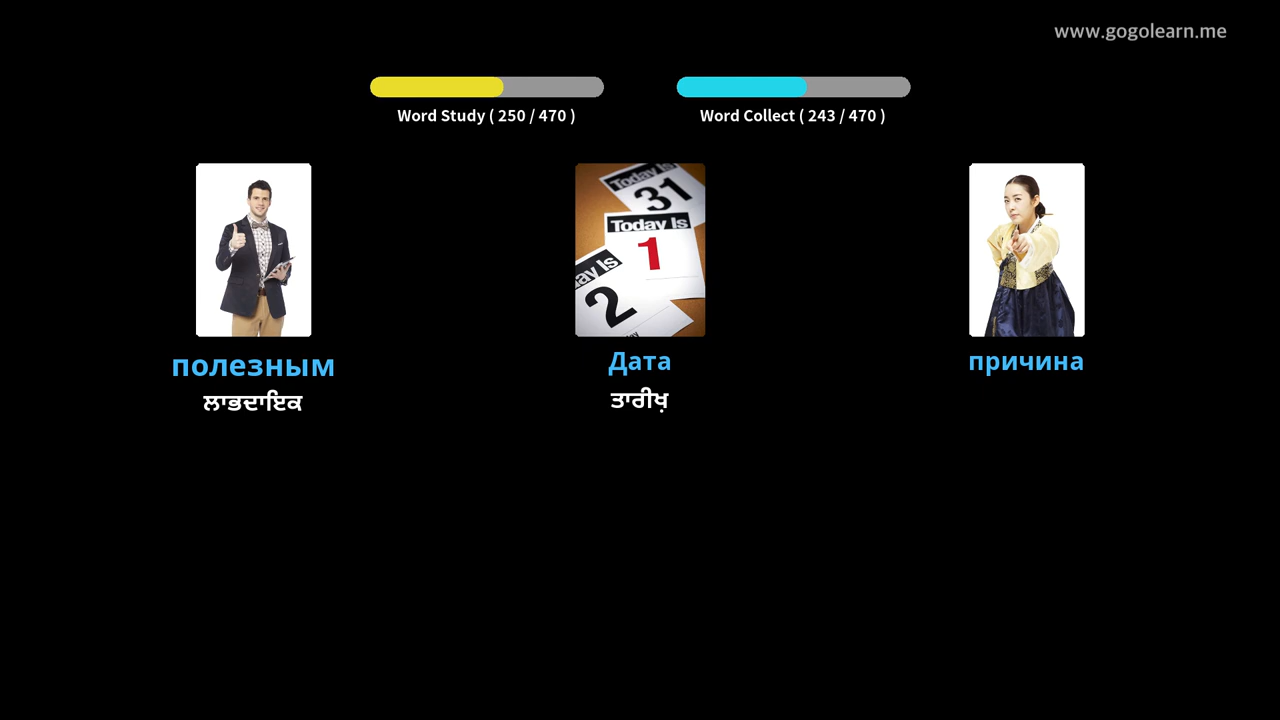 www.gogolearn.me
Word Study ( 250 / 470 )
Word Collect ( 243 / 470 )
Today Is
31
Today Is
1
ay Is
2
полезным
Дата
причина
ਲਾਭਦਾਇਕ
ਤਾਰੀਖ਼